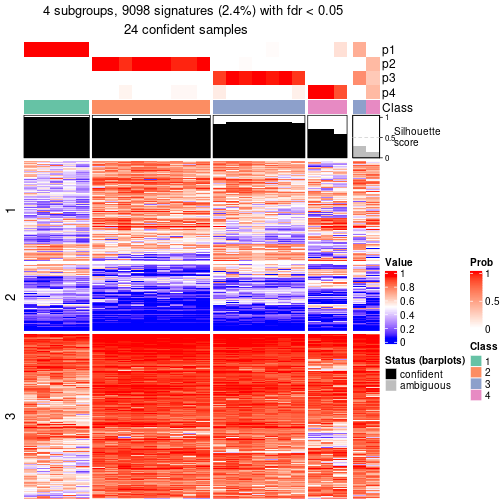 4 subgroups, 9098 signatures (2.4%) with fdr < 0.05
24 confident samples
p1
p2
p3
p4
Class
1
0.5
0
Silhouette
score
1
2
3
Value
1
0.8
0.6
0.4
0.2
0
Prob
1
0.5
0
Status (barplots)
confident
ambiguous
Class
1
2
3
4